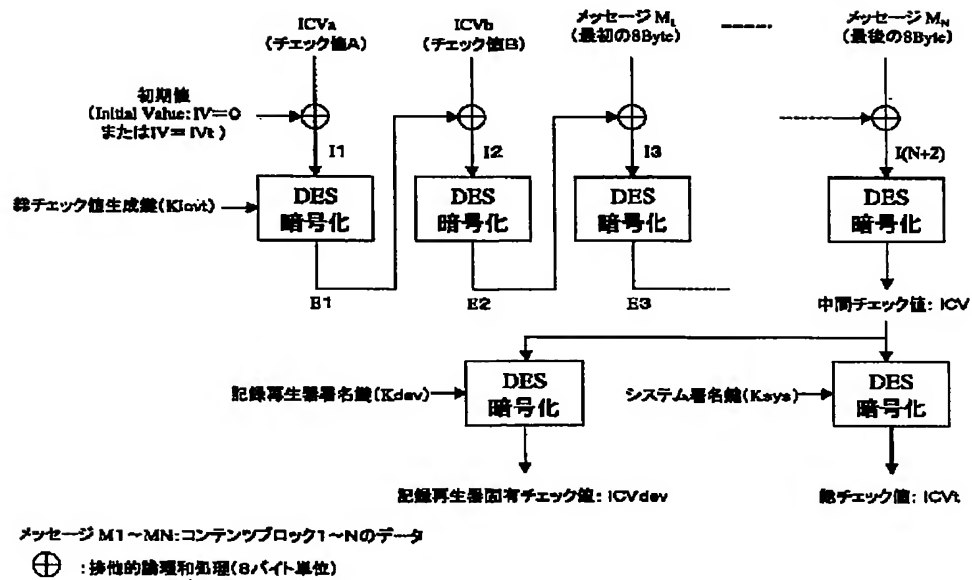 ICVa
(チェック値A)
ICVb
(チェック値B)
メッセージ M1
(最初の8Byte)
メッセージ MN
(最後の8Byte)
初期値
(Initial Value: IV=0
またはIV= IVt )
I1
I2
I3
I(N+2)
総チェック値生成鍵(Kicvt)
DES
暗号化
DES
暗号化
DES
暗号化
DES
暗号化
E1
E2
E3
中間チェック値: ICV
記録再生器署名鍵(Kdev)
DES
暗号化
システム署名鍵(Ksys)
DES
暗号化
記録再生器固有チェック値: ICVdev
総チェック値: ICVt
メッセージ M1~MN:コンテンツブロック1~Nのデータ
:排他的論理和処理(8バイト単位)